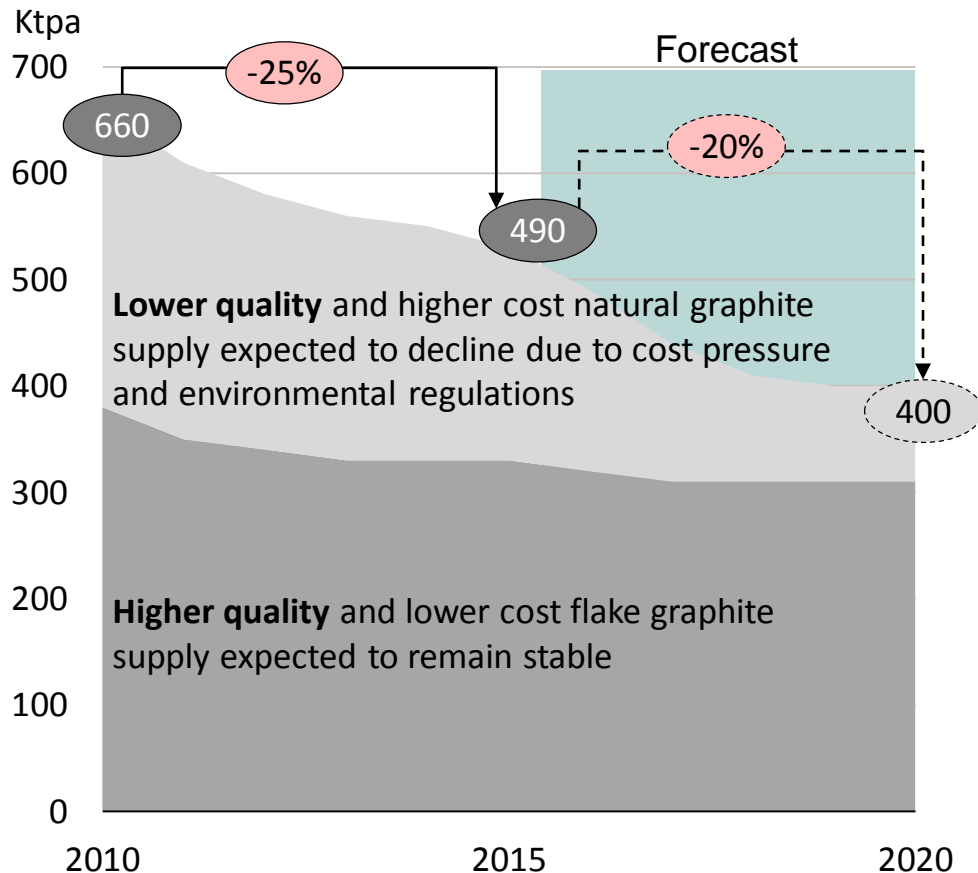 Ktpa
700
Forecast
-25%
660
-20%
600
490
500
Lower quality and higher cost natural graphite
supply expected to decline due to cost pressure
and environmental regulations
400
400
300
200
Higher quality and lower cost flake graphite
supply expected to remain stable
100
0
2010
2015
2020